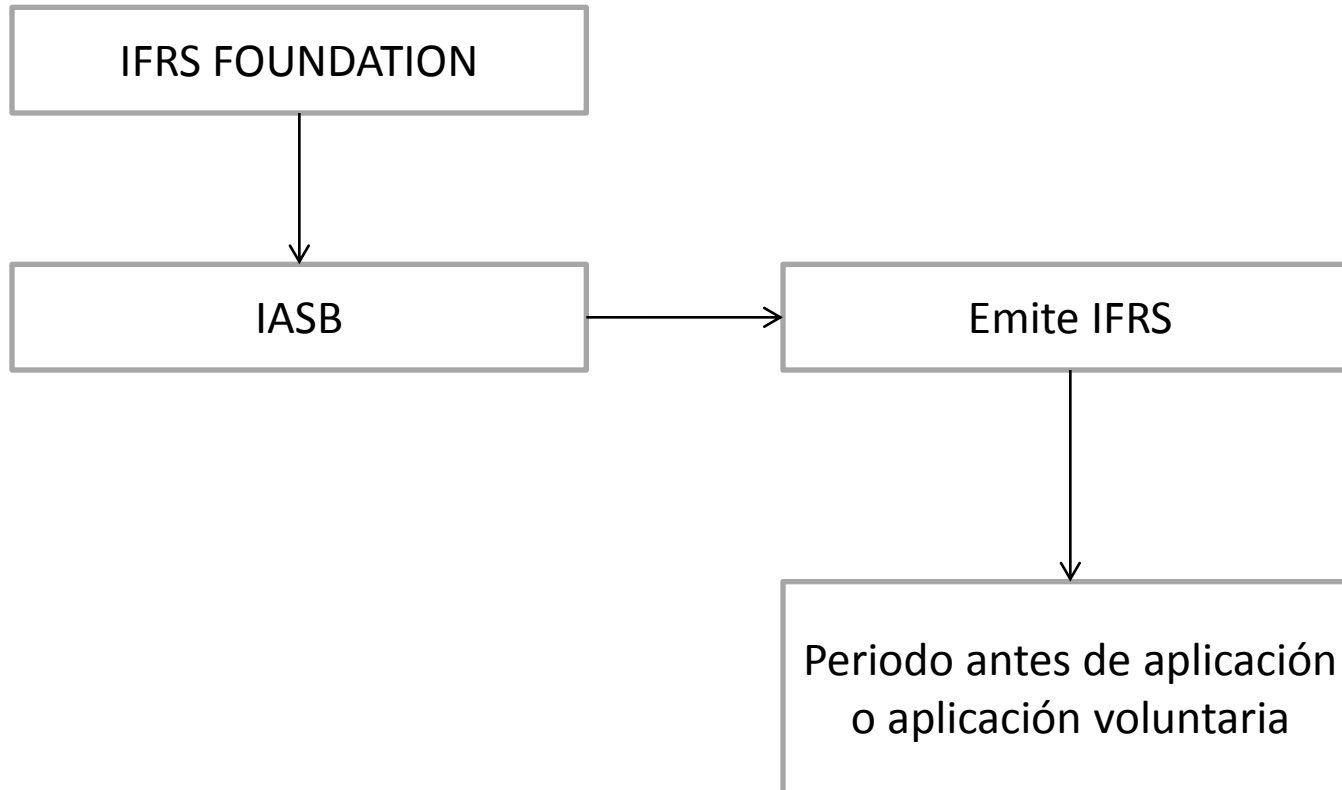 IFRS FOUNDATION
IASB
Emite IFRS
Periodo antes de aplicación
o aplicación voluntaria